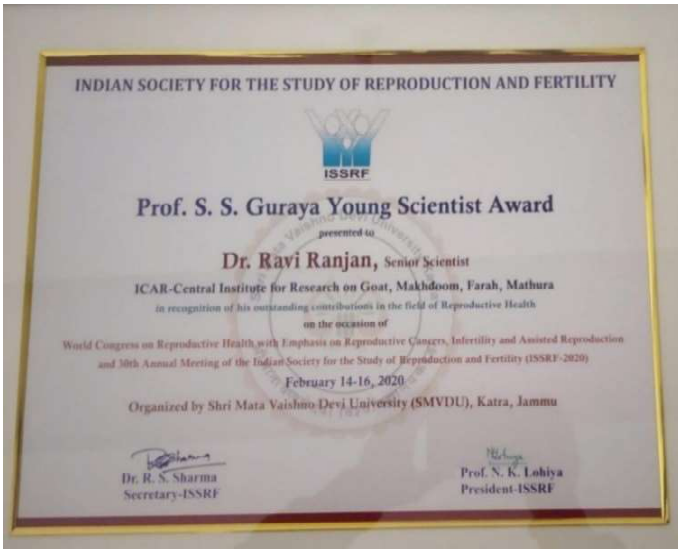 INDIAN SOCIETY FOR THE STUDY OF REPRODUCTION AND FERTILITY
ISSRF
Prof. S. S. Guraya Young Scientist Award
presented to
Dr. Ravi Ranjan, Senior Scientist
ICAR-Central Institute for Research on Goat, Makhdoom, Farah, Mathura
in recognition of his outstanding contributions in the field of Reproductive Health
on the occasion of
World Congress on Reproductive Health with Emphasis on Reproductive Cancers, Infertility and Assisted Reproduction
and 30th Annual Meeting of the Indian Society for the Study of Reproduction and Fertility (ISSRF-2020)
February 14-16, 2020
Organized by Shri Mata Vaishno Devi University (SMVDU), Katra, Jammu
Dr. R. S. Sharma
Secretary-ISSRF
Prof. N. K. Lohiya
President-ISSRF
Shri Mata Vaishno Devi University